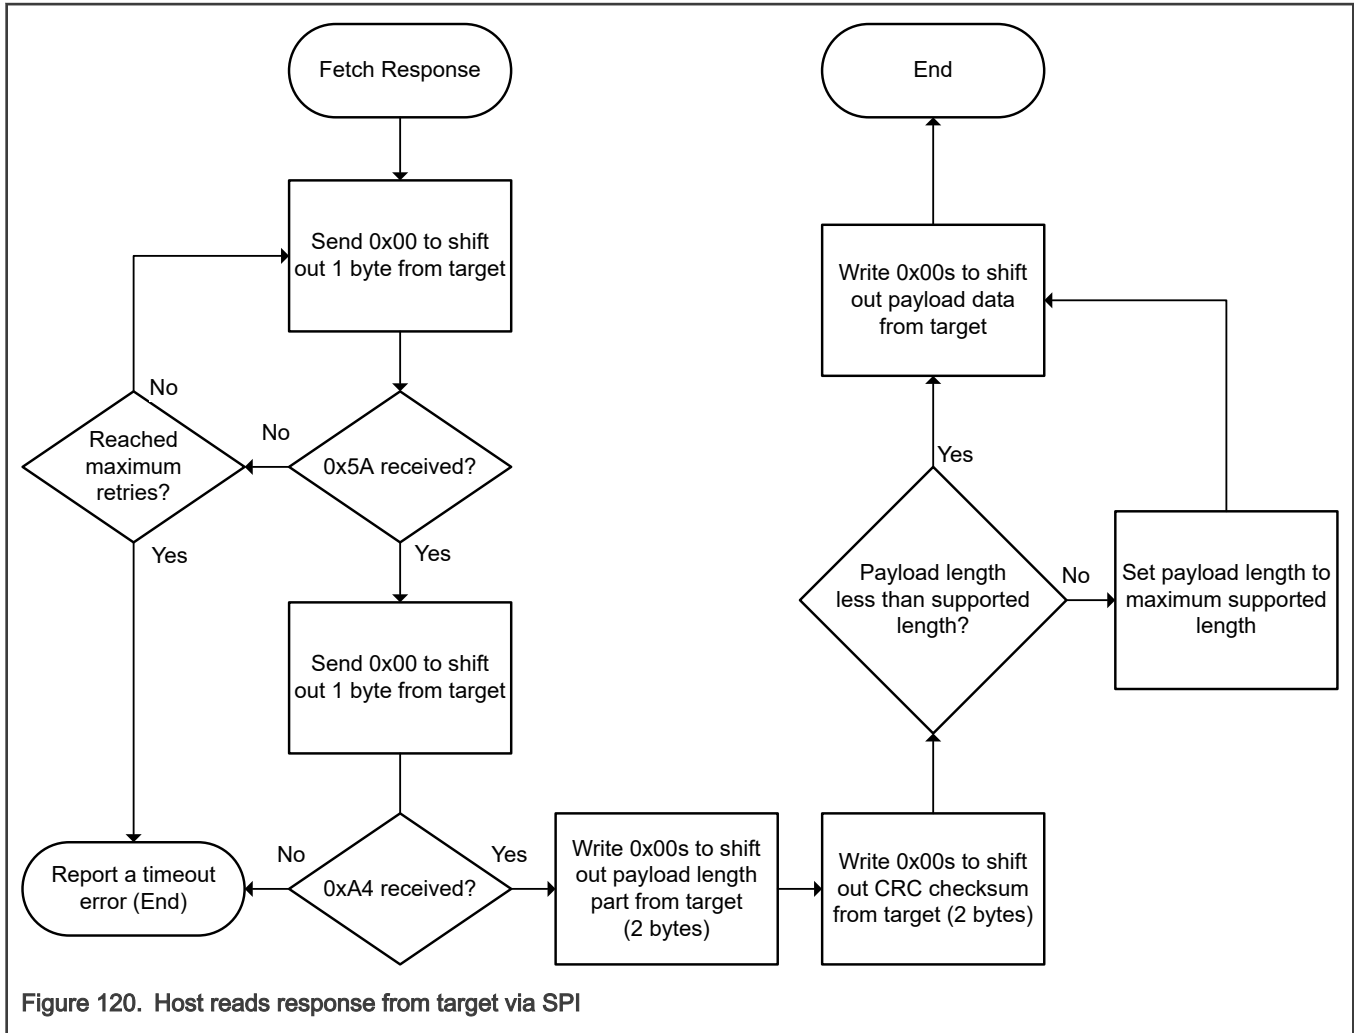 Fetch Response
Send 0x00 to shift
out 1 byte from target
No
Reached
maximum
retries?
No
0x5A received?
Yes
Yes
Send 0x00 to shift
out 1 byte from target
Report a timeout
error (End)
No
0xA4 received?
Yes
Write 0x00s to shift
out payload length
part from target
(2 bytes)
Write 0x00s to shift
out CRC checksum
from target (2 bytes)
Payload length
less than supported
length?
No
Set payload length to
maximum supported
length
Yes
Write 0x00s to shift
out payload data
from target
End
Figure 120. Host reads response from target via SPI